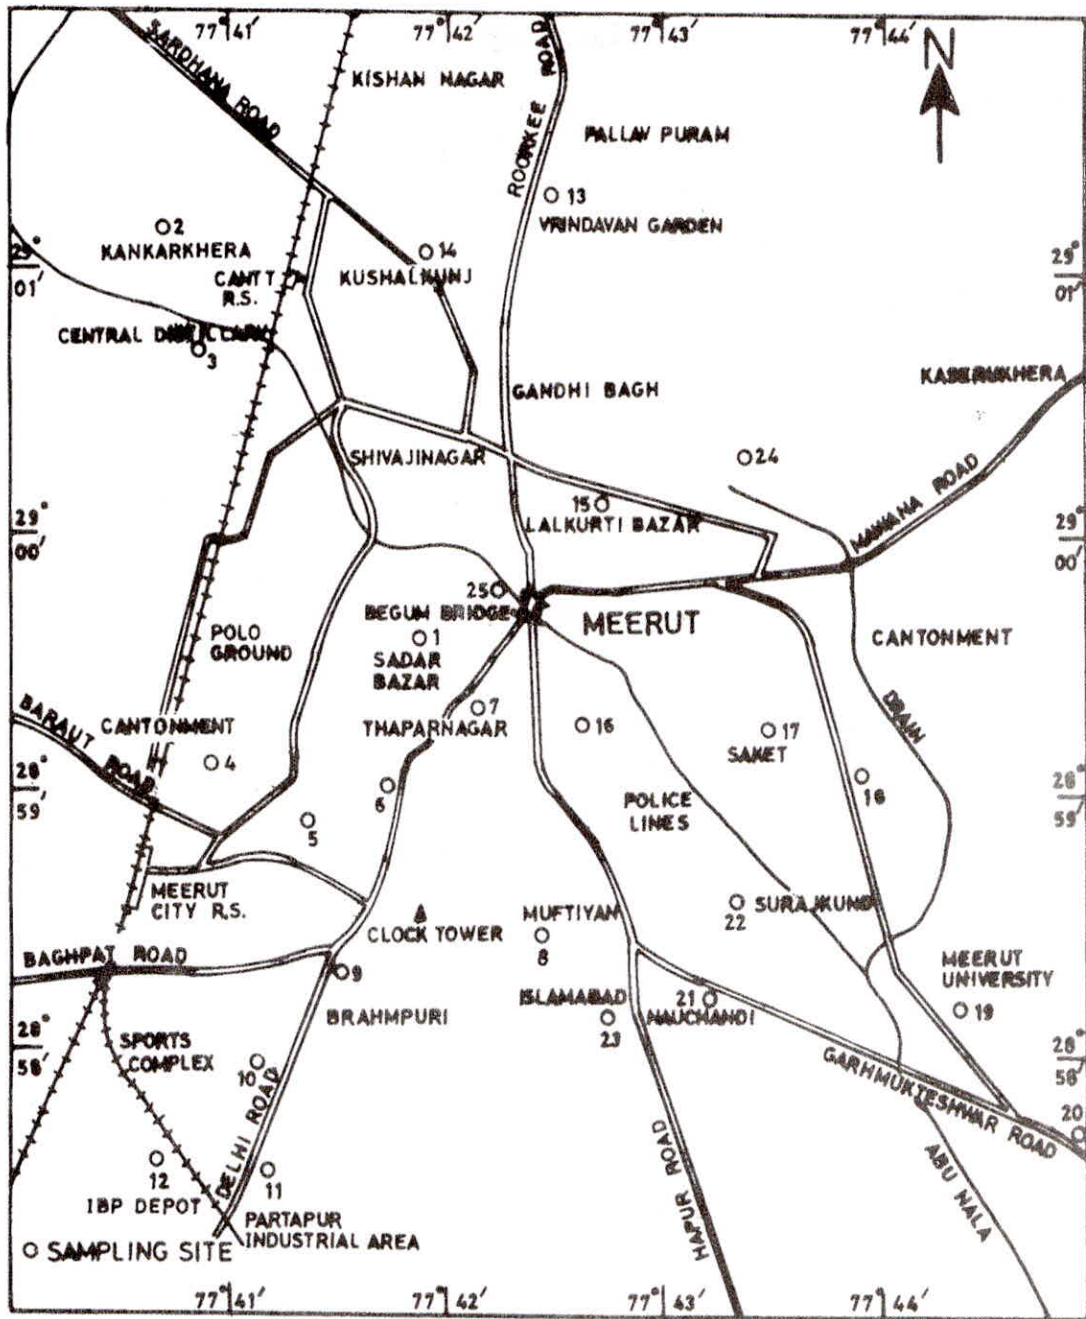 77° 41′
77° 42′
77° 43′
77° 44′
N
SARDHANA ROAD
KISHAN NAGAR
ROORKEE ROAD
PALLAV PURAM
13
VRINDAVAN GARDEN
2
KANKARKHERA
14
KUSHALKUNJ
29° 01′
29° 01′
CANTT R.S.
CENTRAL
3
KASERUKHERA
GANDHI BAGH
SHIVAJINAGAR
24
MAWANA ROAD
15
LALKURTI BAZAR
29° 00′
29° 00′
25
BEGUM BRIDGE
MEERUT
1
SADAR
BAZAR
POLO
GROUND
CANTONMENT
DRAIN
7
THAPARNAGAR
16
17
SAKET
CANTONMENT
BARAUT ROAD
4
28° 59′
28° 59′
6
5
18
POLICE
LINES
MEERUT
CITY R.S.
CLOCK TOWER
MUFTIYAN
8
22
SURAJKUND
BAGHPAT ROAD
9
BRAHMPURI
ISLAMABAD
23
21
NAUCHANDI
MEERUT
UNIVERSITY
19
28° 58′
28° 58′
SPORTS
COMPLEX
10
GARHMUKTESHWAR ROAD
20
DELHI ROAD
12
IBP DEPOT
11
PARTAPUR
INDUSTRIAL AREA
HAPUR ROAD
ABU NALA
O SAMPLING SITE
77° 41′
77° 42′
77° 43′
77° 44′